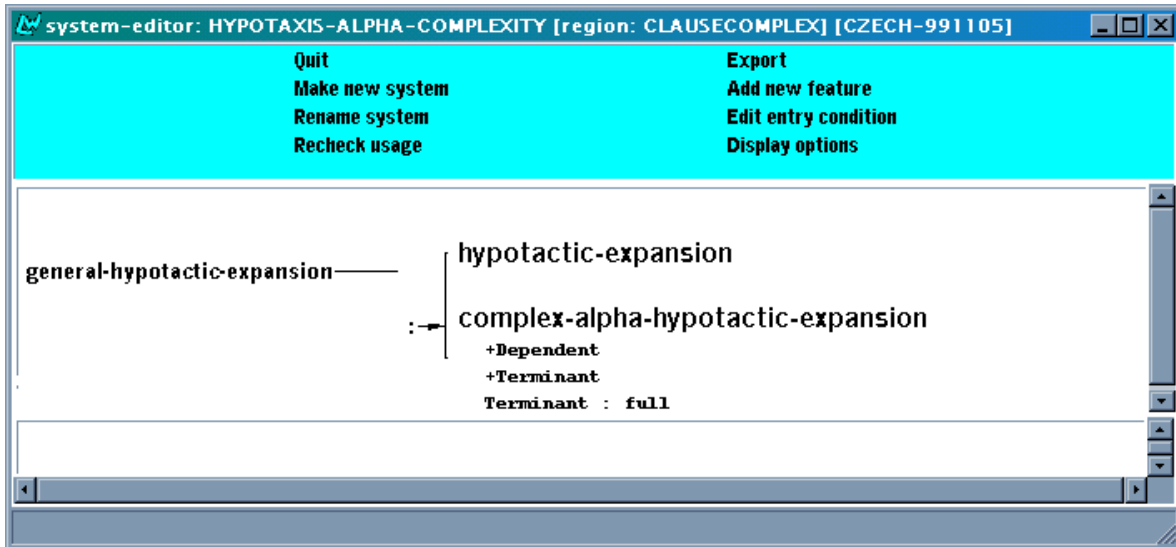 system-editor: HYPOTAXIS-ALPHA-COMPLEXITY [region: CLAUSECOMPLEX] [CZECH-991105]
Quit Export
Make new system Add new feature
Rename system Edit entry condition
Recheck usage Display options
hypotactic-expansion
general-hypotactic-expansion
: complex-alpha-hypotactic-expansion
+Dependent
+Terminant
Terminant : full